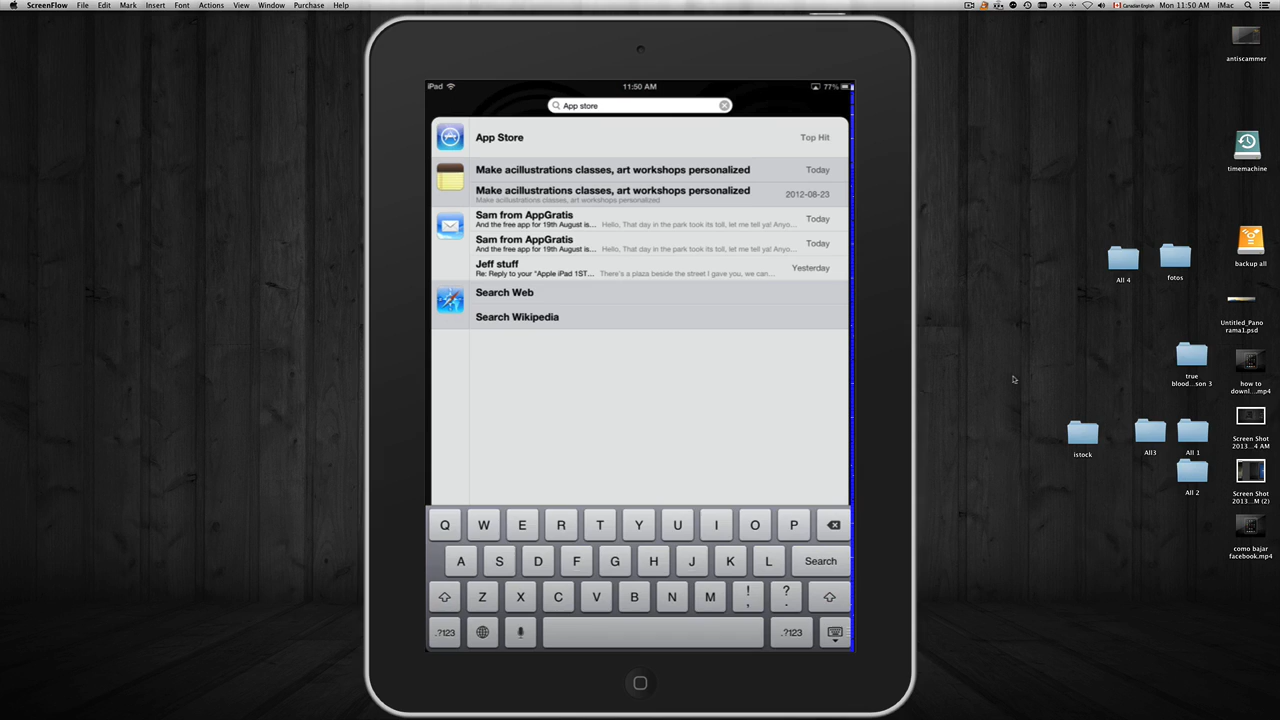 ScreenFlow File Edit Mark Insert Font Actions View Window Purchase Help
Canadian English Mon 11:50 AM iMac
iPad 11:50 AM 77%
App store
App Store Top Hit
Make acillustrations classes, art workshops personalized Today
Make acillustrations classes, art workshops personalized 2012-08-23
Make acillustrations classes, art workshops personalized
Sam from AppGratis Today
And the free app for 19th August is... Hello, That day in the park took its toll, let me tell ya! Anyo...
Sam from AppGratis Today
And the free app for 19th August is... Hello, That day in the park took its toll, let me tell ya! Anyo...
Jeff stuff Yesterday
Re: Reply to your "Apple iPad 1ST... There's a plaza beside the street I gave you, we can...
Search Web
Search Wikipedia
Q W E R T Y U I O P
A S D F G H J K L Search
Z X C V B N M ! , ? .
.?123 .?123
antiscammer
timemachine
backup all
All 4
fotos
Untitled_Pano
rama1.psd
true
blood...son 3
how to
downl....mp4
istock
All3
All 1
Screen Shot
2013...4 AM
All 2
Screen Shot
2013...M (2)
como bajar
facebook.mp4